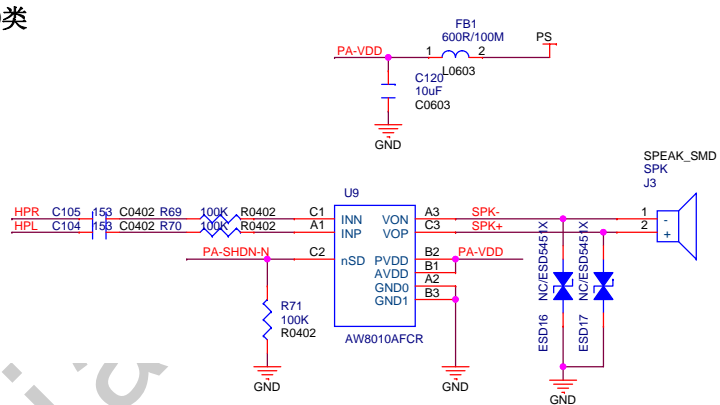 类
FB1
600R/100M
PS
PA-VDD
1
2
L0603
C120
10uF
C0603
GND
SPEAK_SMD
SPK
J3
U9
HPR C105 153 C0402 R69 100K R0402 C1 INN VON A3 SPK- 1 -
HPL C104 153 C0402 R70 100K R0402 A1 INP VOP C3 SPK+ 2 +
PA-SHDN-N C2 nSD PVDD B2 PA-VDD
AVDD B1
GND0 A2
GND1 B3
R71
100K
R0402
AW8010AFCR
ESD16 NC/ESD5451X
ESD17 NC/ESD5451X
GND
GND
GND